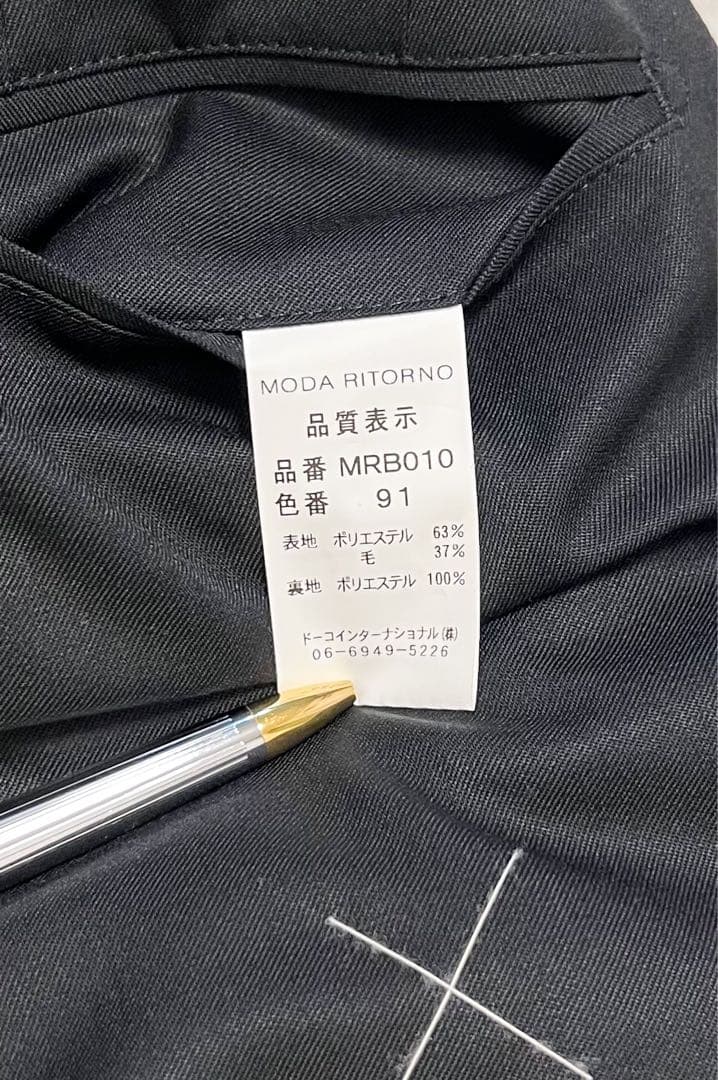 MODA RITORNO
品質表示
品番 MRB010
色番 91
表地 ポリエステル 63%
毛 37%
裏地 ポリエステル 100%
ドーコインターナショナル(株)
06-6949-5226